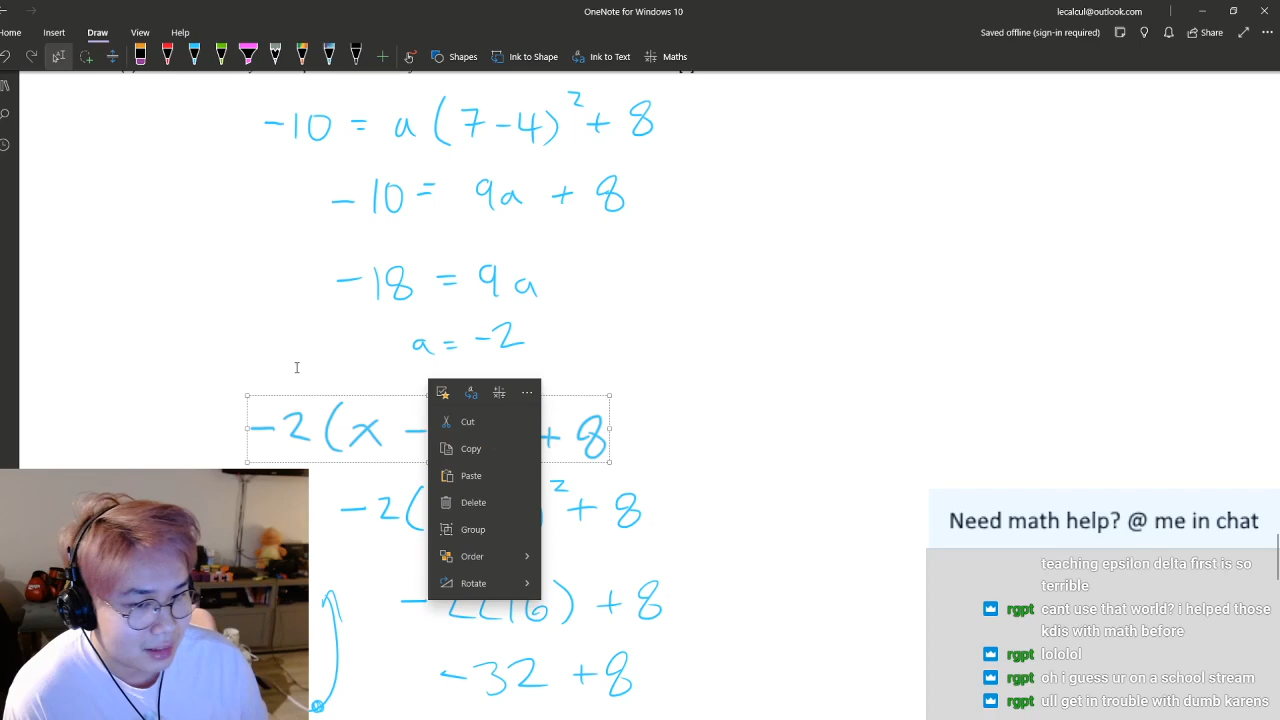 OneNote for Windows 10
lecalcul@outlook.com
Home Insert Draw View Help
Saved offline (sign-in required) Share
Shapes Ink to Shape Ink to Text Maths
-10 = a(7-4)² + 8
-10 = 9a + 8
-18 = 9a
a = -2
-2(x - + 8
Cut
Copy
Paste
Delete
Group
Order
Rotate
-2( ² + 8
(16) + 8
-32 + 8
Need math help? @ me in chat
teaching epsilon delta first is so
terrible
rgpt cant use that world? i helped those
kdis with math before
rgpt lololol
rgpt oh i guess ur on a school stream
rgpt ull get in trouble with dumb karens